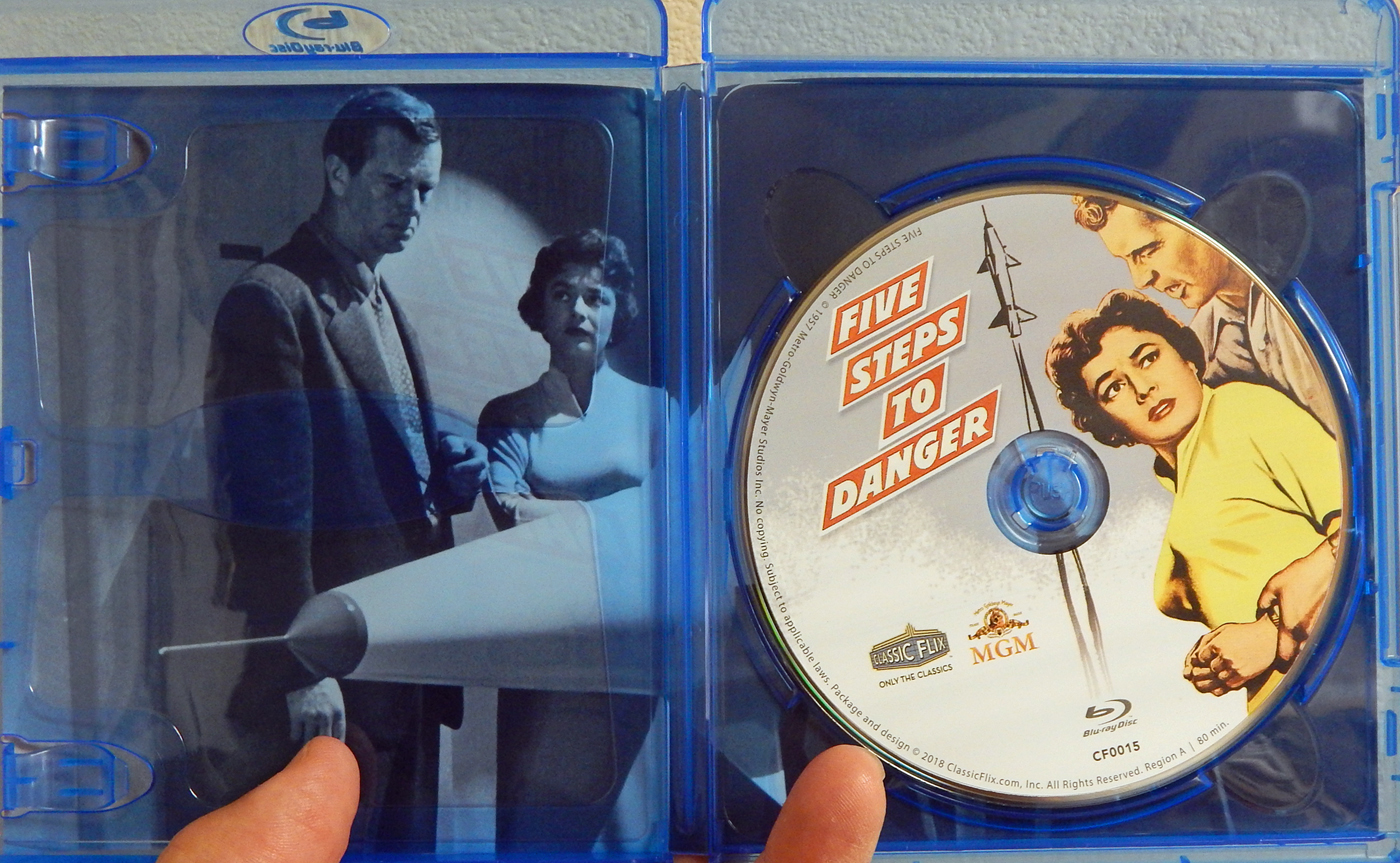 Blu-ray Disc
FIVE STEPS TO DANGER © 1957 Metro-Goldwyn-Mayer Studios Inc. No copying. Subject to applicable laws. Package and design © 2018 ClassicFlix.com, Inc. All Rights Reserved. Region A | 80 min.
FIVE
STEPS
TO
DANGER
CLASSIC FLIX
ONLY THE CLASSICS
MGM
Blu-ray Disc
CF0015